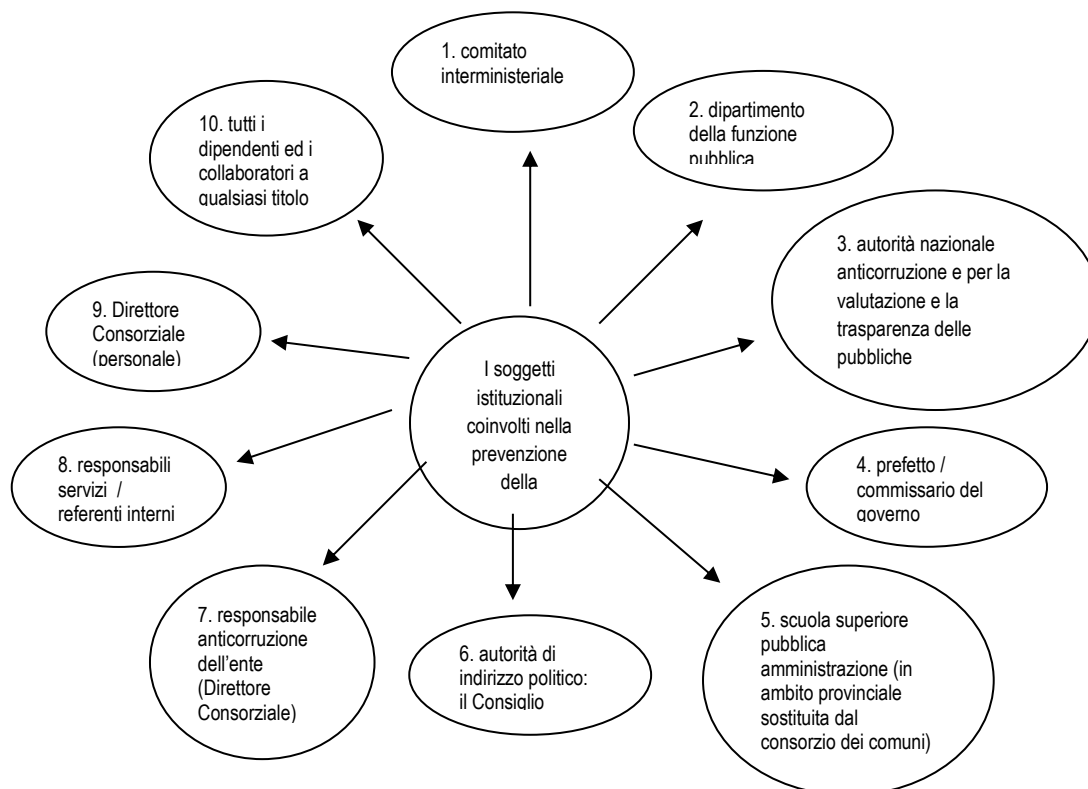 1. comitato
interministeriale
2. dipartimento
della funzione
pubblica
3. autorità nazionale
anticorruzione e per la
valutazione e la
trasparenza delle
pubbliche
4. prefetto /
commissario del
governo
5. scuola superiore
pubblica
amministrazione (in
ambito provinciale
sostituita dal
consorzio dei comuni)
6. autorità di
indirizzo politico:
il Consiglio
7. responsabile
anticorruzione
dell'ente
(Direttore
Consorziale)
8. responsabili
servizi /
referenti interni
9. Direttore
Consorziale
(personale)
10. tutti i
dipendenti ed i
collaboratori a
qualsiasi titolo
I soggetti
istituzionali
coinvolti nella
prevenzione
della